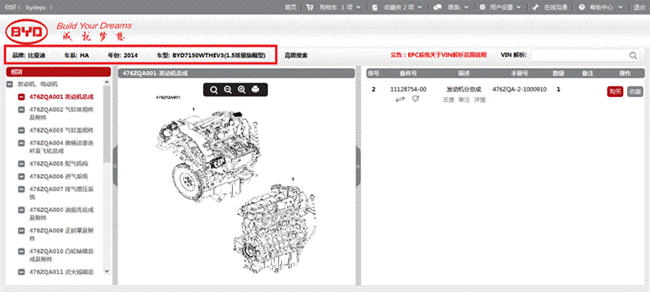 你好！ bydepc ！
首页
购物车 1 项
收藏夹 2 项
语言：
用户设置
在线沟通
帮助中心
退出
BYD
Build Your Dreams
成就梦想
品牌: 比亚迪 车系: HA 年份: 2014 车型: BYD7150WTHEV3(1.5排量旗舰型) 高级搜索
公告：EPC系统关于VIN解析范围说明
VIN 解析:
组别
发动机、电动机
476ZQA001 发动机总成
476ZQA002 气缸体组件
及附件
476ZQA003 气缸盖组件
476ZQA004 曲柄活塞连
杆及飞轮总成
476ZQA005 配气机构
476ZQA006 进气系统
476ZQA007 排气增压系
统
476ZQA008 油底壳总成
及附件
476ZQA009 正时罩及附
件
476ZQA010 凸轮轴箱总
成及附件
476ZQA011 点火线圈总
476ZQA001-发动机总成
476ZQA001
1
2
序号 备件号 描述 手册号 数量 备注 操作
2 11128754-00 发动机分总成 476ZQA-2-1000910 1 购买 收藏
反查 备注 详情